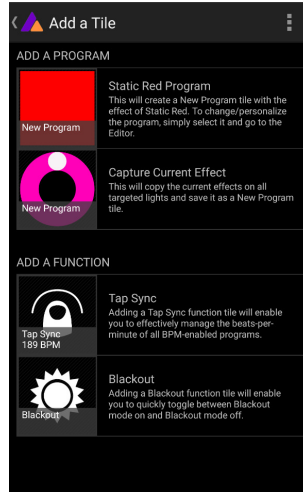 Add a Tile
ADD A PROGRAM
Static Red Program
This will create a New Program tile with the
effect of Static Red. To change/personalize
the program, simply select it and go to the
Editor.
New Program
Capture Current Effect
This will copy the current effects on all
targeted lights and save it as a New Program
tile.
New Program
ADD A FUNCTION
Tap Sync
Adding a Tap Sync function tile will enable
you to effectively manage the beats-per-
minute of all BPM-enabled programs.
Tap Sync
189 BPM
Blackout
Adding a Blackout function tile will enable
you to quickly toggle between Blackout
mode on and Blackout mode off.
Blackout